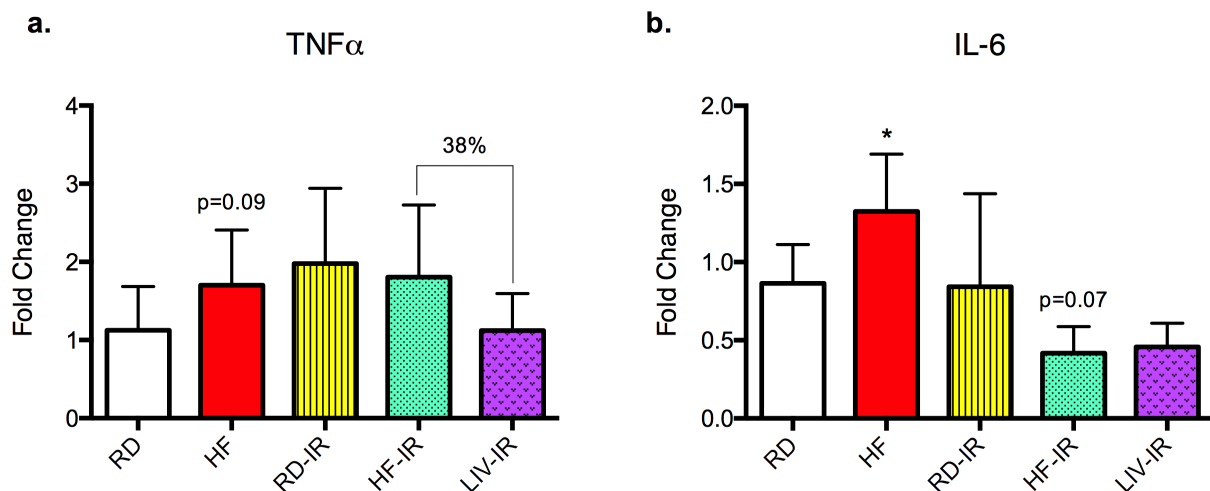 a.
TNFα
Fold Change
4
3
2
1
0
p=0.09
38%
RD
HF
RD-IR
HF-IR
LIV-IR
b.
IL-6
Fold Change
2.0
1.5
1.0
0.5
0.0
*
p=0.07
RD
HF
RD-IR
HF-IR
LIV-IR